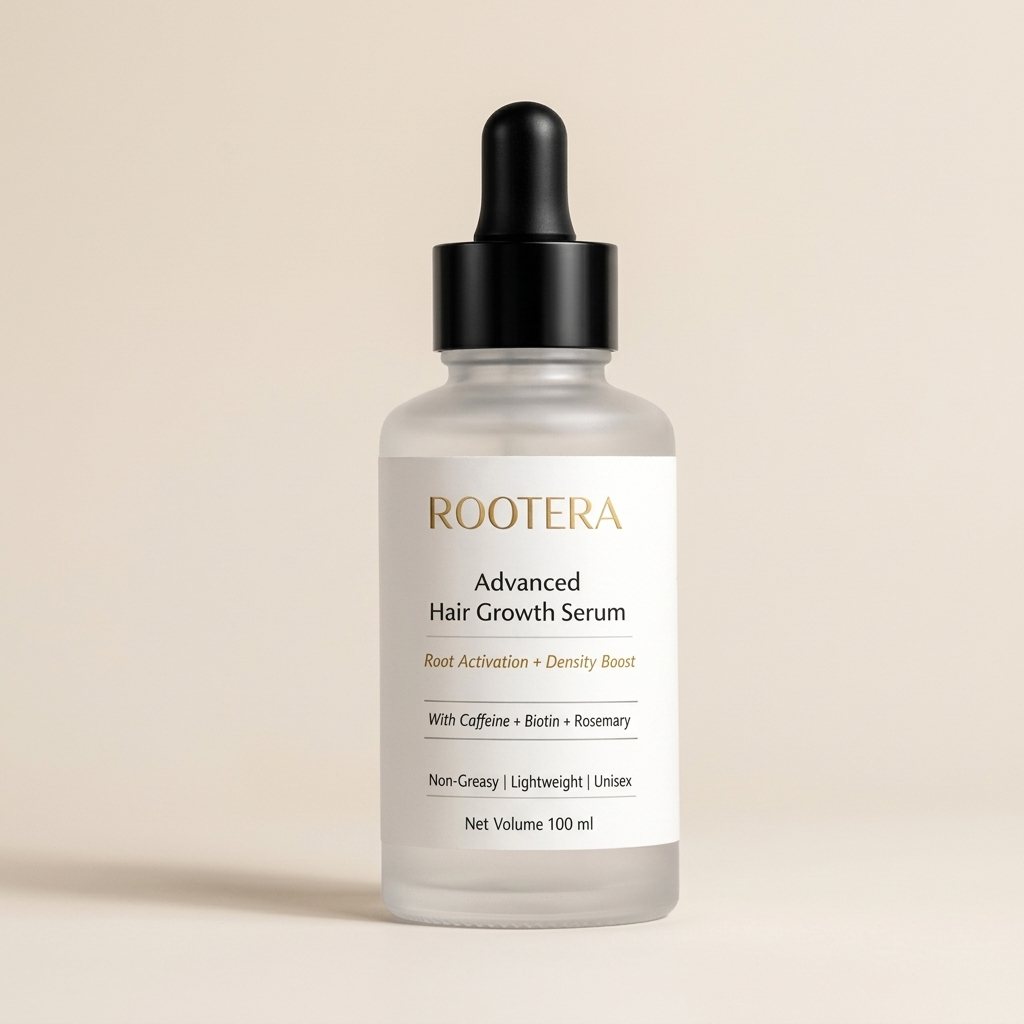 ROOTERA
Advanced
Hair Growth Serum
Root Activation + Density Boost
With Caffeine + Biotin + Rosemary
Non-Greasy | Lightweight | Unisex
Net Volume 100 ml